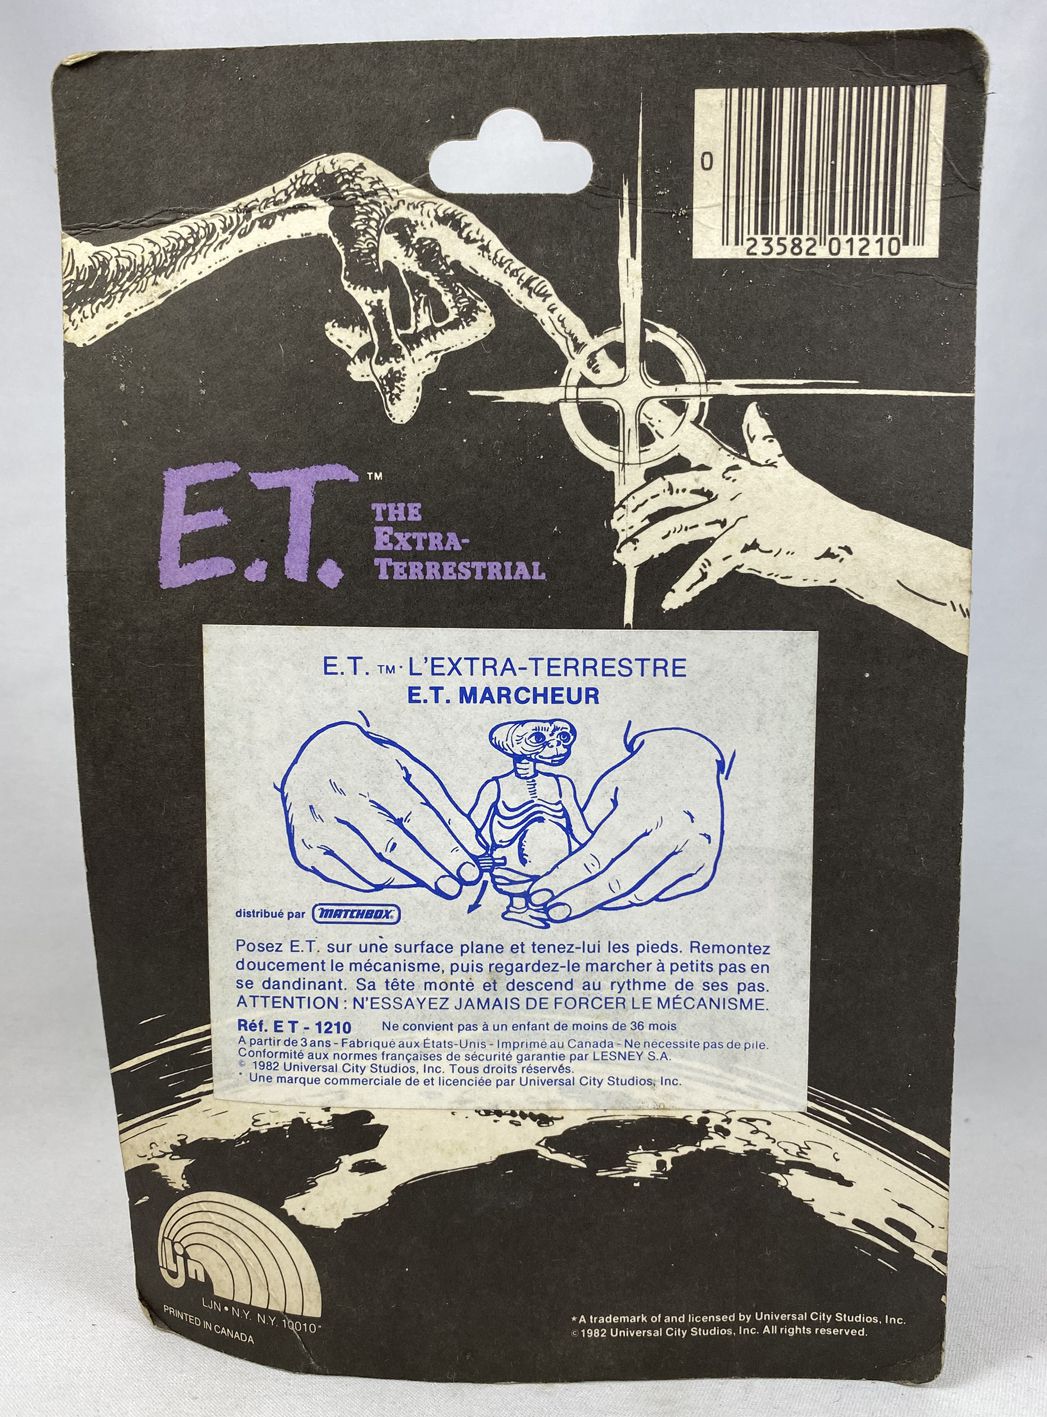 0
23582 01210
E.T.™
THE
EXTRA-
TERRESTRIAL
E.T. ™* L'EXTRA-TERRESTRE
E.T. MARCHEUR
distribué par MATCHBOX
Posez E.T. sur une surface plane et tenez-lui les pieds. Remontez
doucement le mécanisme, puis regardez-le marcher à petits pas en
se dandinant. Sa tête monte et descend au rythme de ses pas.
ATTENTION : N'ESSAYEZ JAMAIS DE FORCER LE MÉCANISME.
Réf. ET - 1210 Ne convient pas à un enfant de moins de 36 mois
A partir de 3 ans - Fabriqué aux États-Unis - Imprimé au Canada - Ne nécessite pas de pile.
Conformité aux normes françaises de sécurité garantie par LESNEY S.A.
© 1982 Universal City Studios, Inc. Tous droits réservés.
* Une marque commerciale de et licenciée par Universal City Studios, Inc.
Ljn
LJN • N.Y. N.Y. 10010
PRINTED IN CANADA
*A trademark of and licensed by Universal City Studios, Inc.
©1982 Universal City Studios, Inc. All rights reserved.